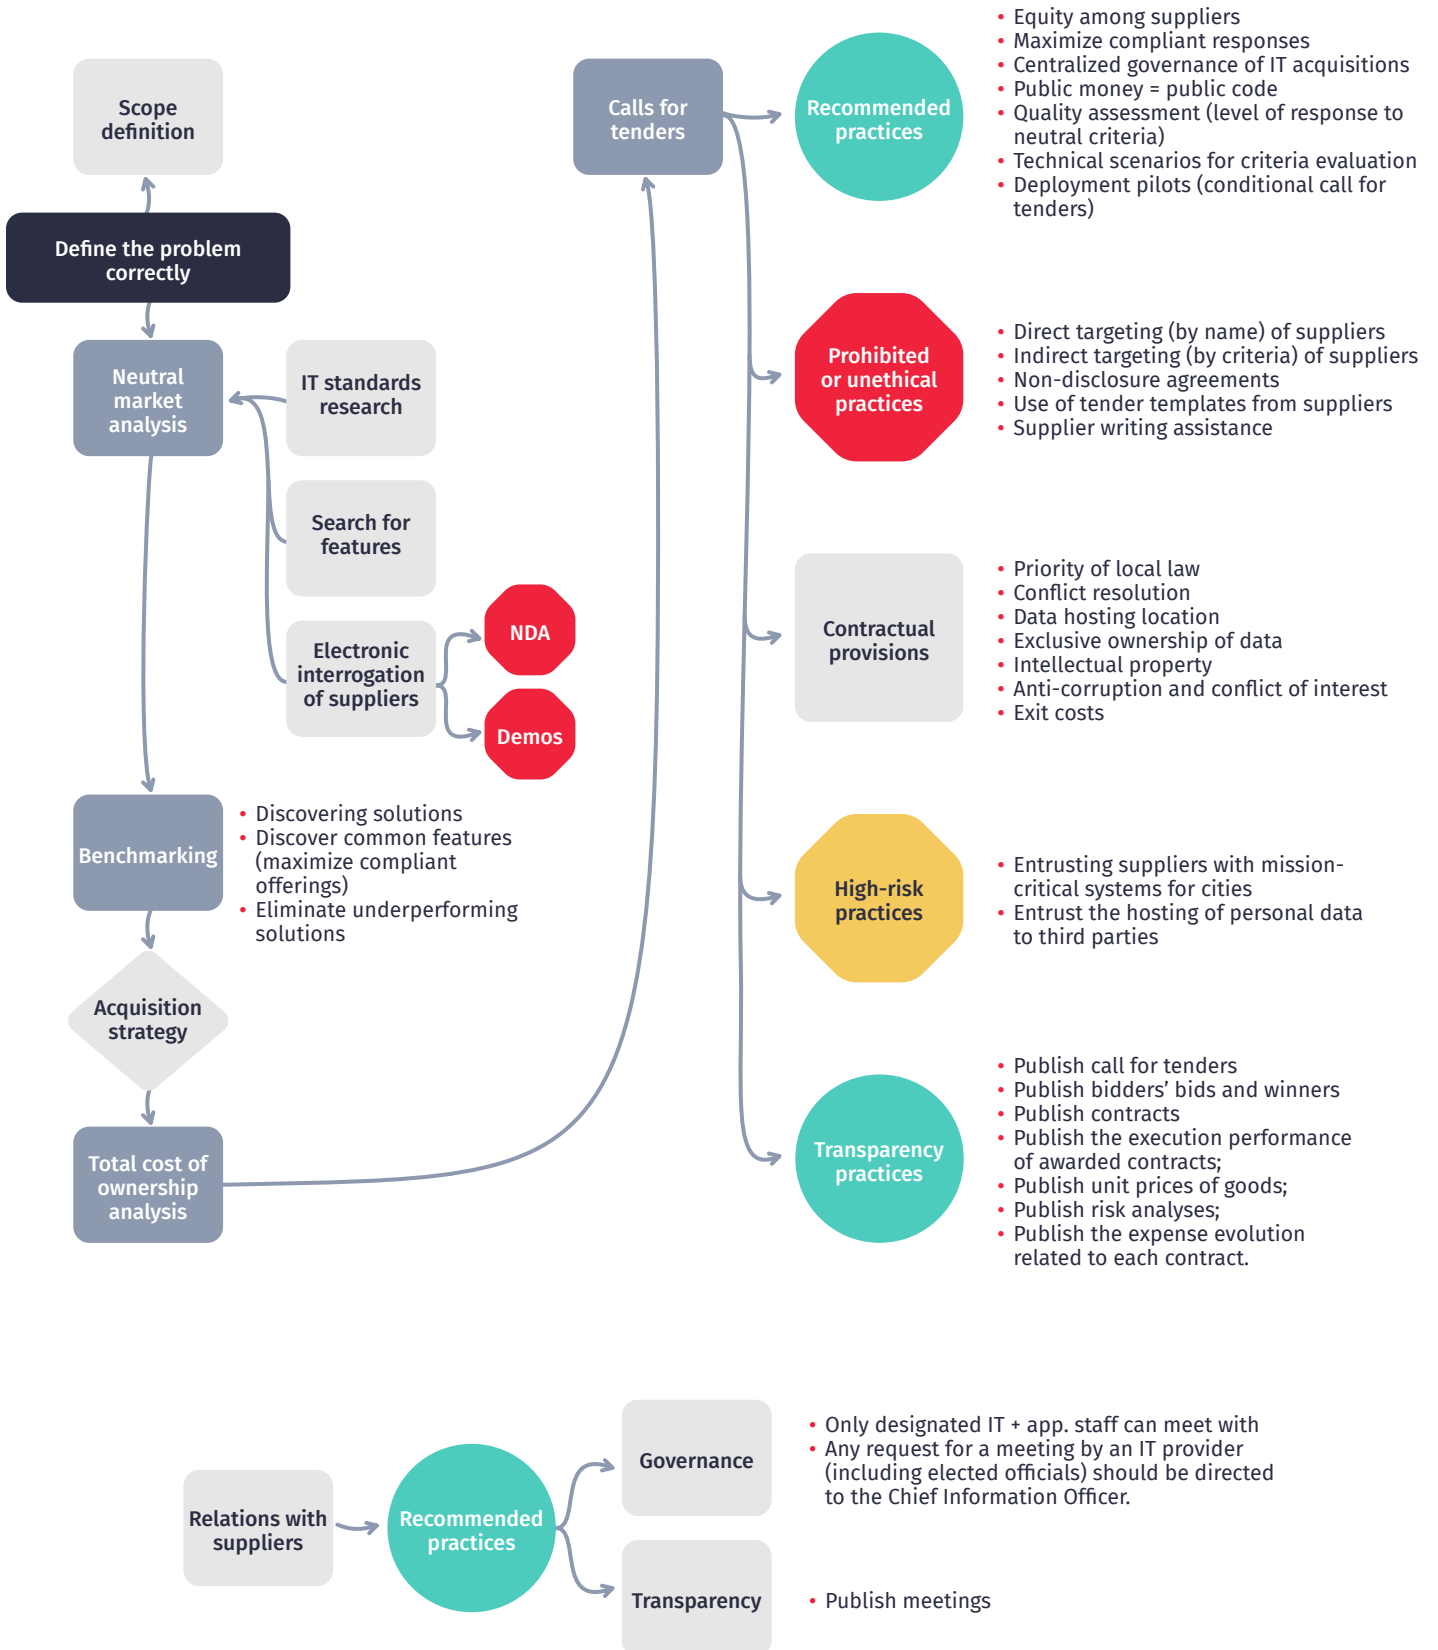 Scope
definition
Define the problem
correctly
Neutral
market
analysis
IT standards
research
Search for
features
Electronic
interrogation
of suppliers
NDA
Demos
Benchmarking
• Discovering solutions
• Discover common features
(maximize compliant
offerings)
• Eliminate underperforming
solutions
Acquisition
strategy
Total cost of
ownership
analysis
Calls for
tenders
Recommended
practices
• Equity among suppliers
• Maximize compliant responses
• Centralized governance of IT acquisitions
• Public money = public code
• Quality assessment (level of response to
neutral criteria)
• Technical scenarios for criteria evaluation
• Deployment pilots (conditional call for
tenders)
Prohibited
or unethical
practices
• Direct targeting (by name) of suppliers
• Indirect targeting (by criteria) of suppliers
• Non-disclosure agreements
• Use of tender templates from suppliers
• Supplier writing assistance
Contractual
provisions
• Priority of local law
• Conflict resolution
• Data hosting location
• Exclusive ownership of data
• Intellectual property
• Anti-corruption and conflict of interest
• Exit costs
High-risk
practices
• Entrusting suppliers with mission-
critical systems for cities
• Entrust the hosting of personal data
to third parties
Transparency
practices
• Publish call for tenders
• Publish bidders’ bids and winners
• Publish contracts
• Publish the execution performance
of awarded contracts;
• Publish unit prices of goods;
• Publish risk analyses;
• Publish the expense evolution
related to each contract.
Relations with
suppliers
Recommended
practices
Governance
• Only designated IT + app. staff can meet with
• Any request for a meeting by an IT provider
(including elected officials) should be directed
to the Chief Information Officer.
Transparency
• Publish meetings